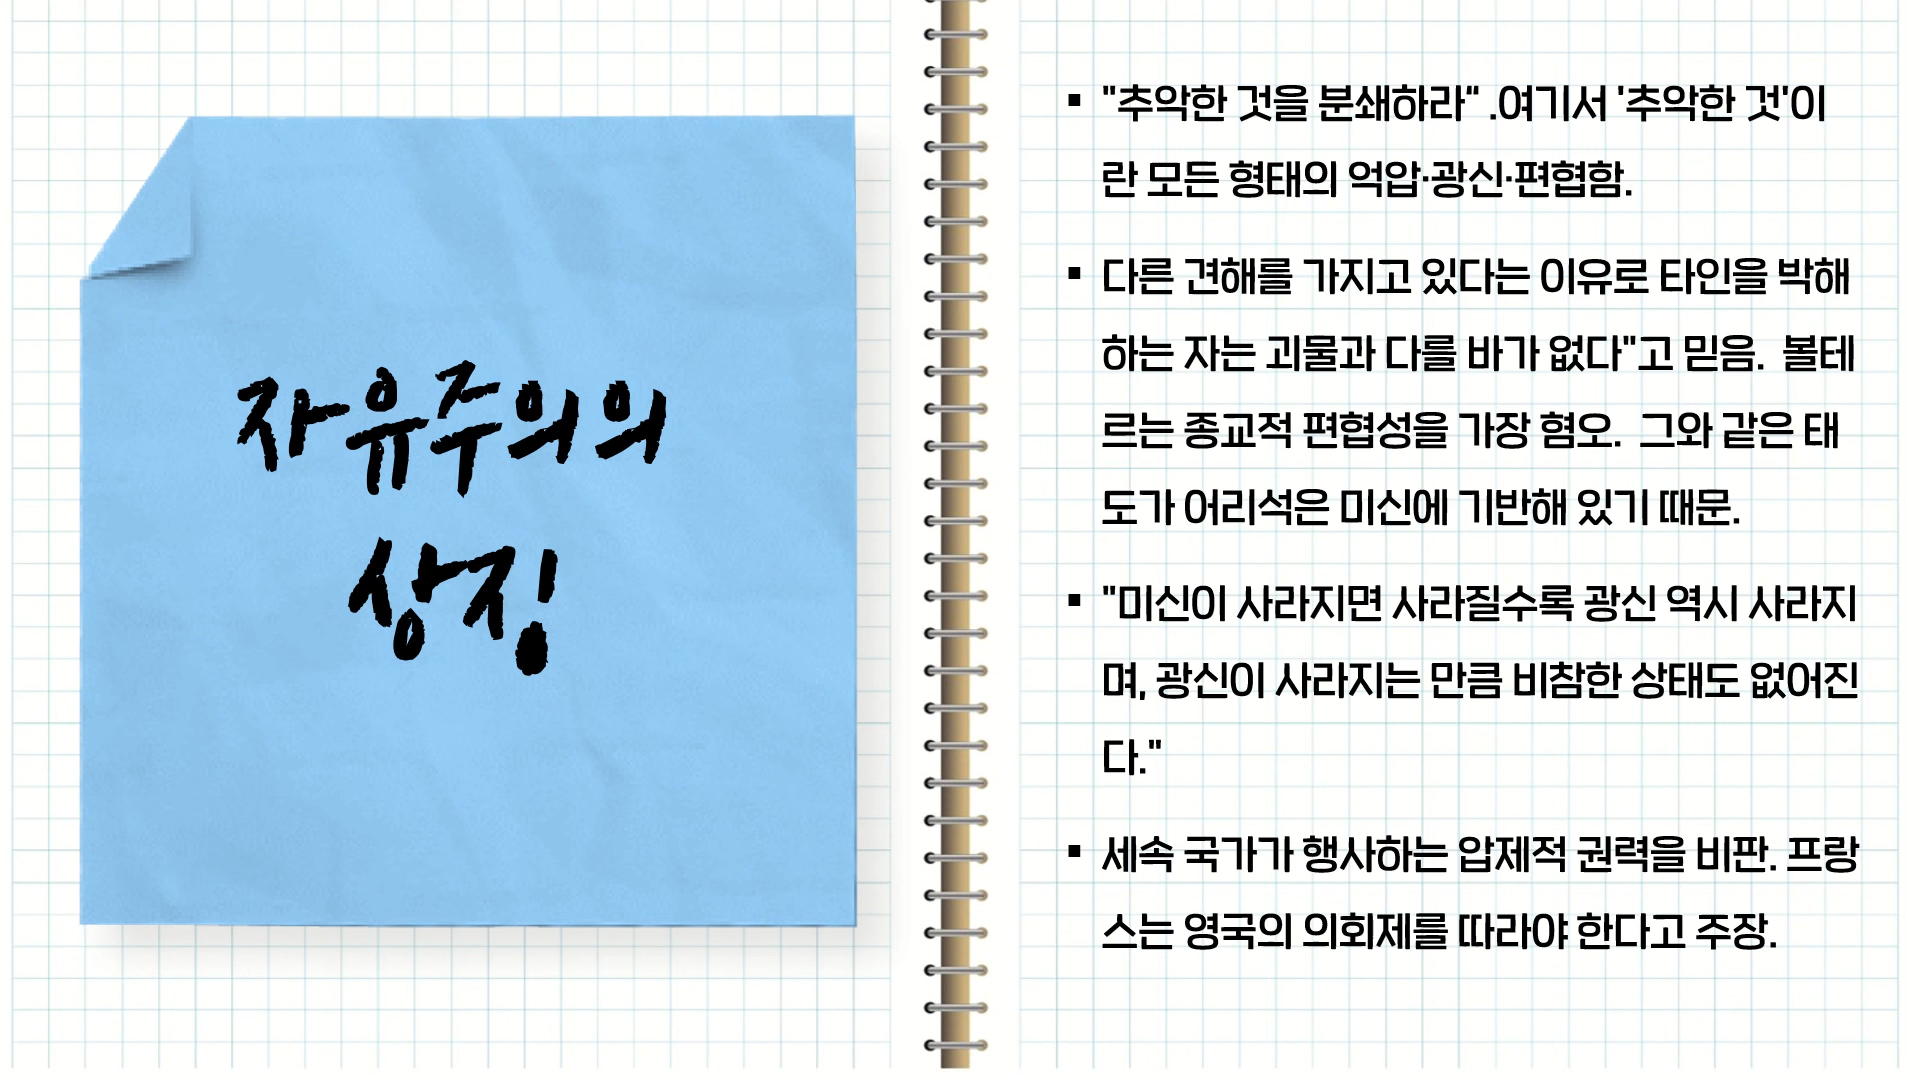 자유주의의
상징
▪ "추악한 것을 분쇄하라“ .여기서 '추악한 것'이
란 모든 형태의 억압·광신·편협함.
▪ 다른 견해를 가지고 있다는 이유로 타인을 박해
하는 자는 괴물과 다를 바가 없다"고 믿음.  볼테
르는 종교적 편협성을 가장 혐오.  그와 같은 태
도가 어리석은 미신에 기반해 있기 때문.
▪ "미신이 사라지면 사라질수록 광신 역시 사라지
며, 광신이 사라지는 만큼 비참한 상태도 없어진
다."
▪ 세속 국가가 행사하는 압제적 권력을 비판. 프랑
스는 영국의 의회제를 따라야 한다고 주장.